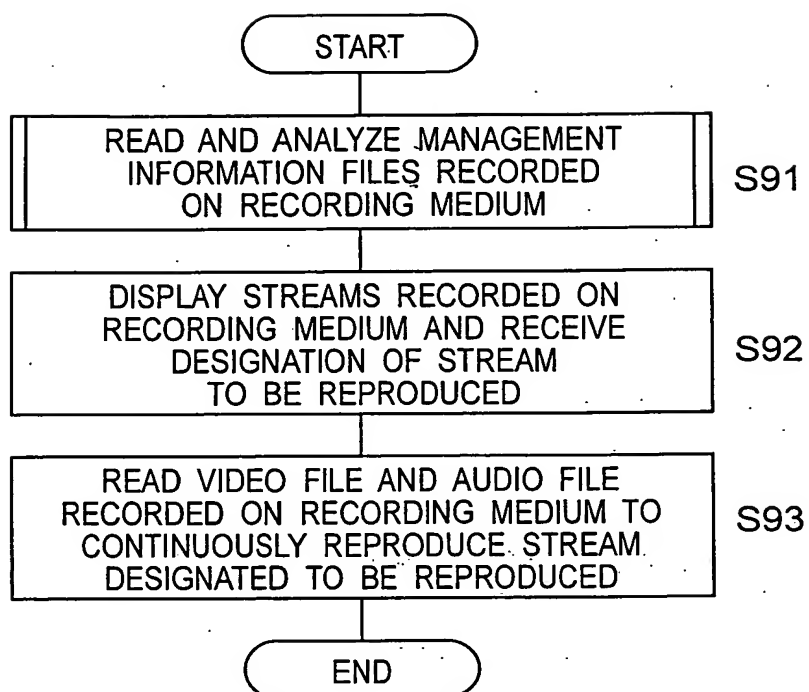 START
READ AND ANALYZE MANAGEMENT
INFORMATION FILES RECORDED
ON RECORDING MEDIUM
S91
DISPLAY STREAMS RECORDED ON
RECORDING MEDIUM AND RECEIVE
DESIGNATION OF STREAM
TO BE REPRODUCED
S92
READ VIDEO FILE AND AUDIO FILE
RECORDED ON RECORDING MEDIUM TO
CONTINUOUSLY REPRODUCE STREAM
DESIGNATED TO BE REPRODUCED
S93
END